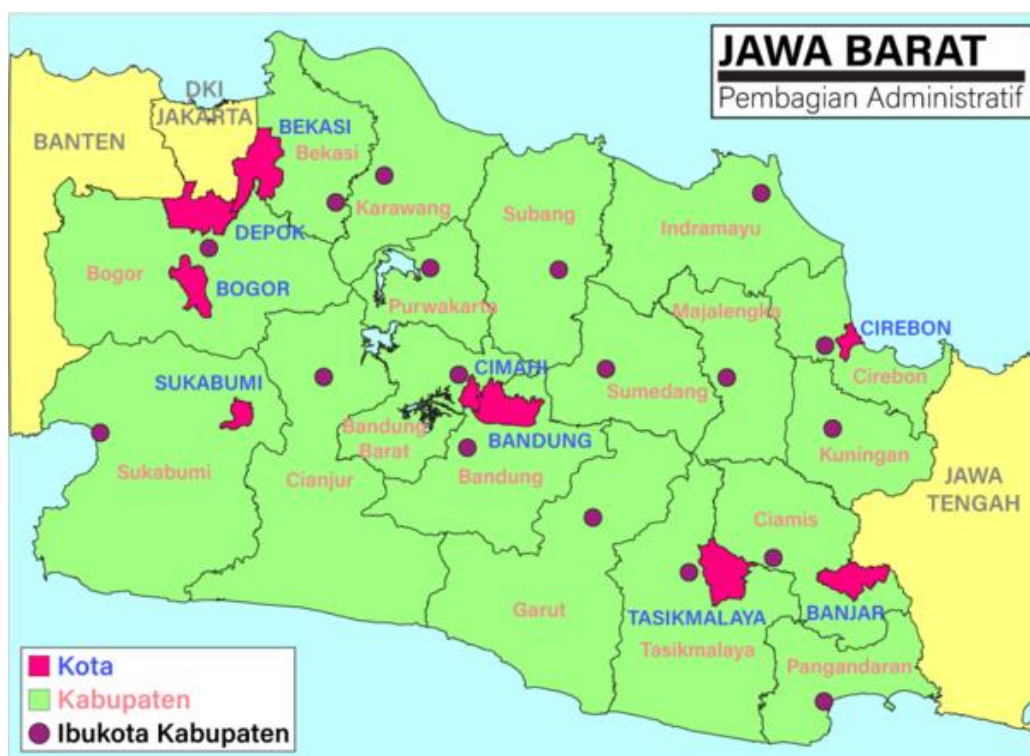 JAWA BARAT
Pembagian Administratif
DKI
JAKARTA
BANTEN
BEKASI
Bekasi
Karawang
Subang
Indramayu
DEPOK
Bogor
BOGOR
Purwakarta
Majalengka
CIREBON
Cirebon
SUKABUMI
CIMAHI
Sumedang
Bandung
Barat
BANDUNG
Kuningan
Sukabumi
Cianjur
Bandung
JAWA
TENGAH
Ciamis
Garut
TASIKMALAYA
BANJAR
Tasikmalaya
Pangandaran
Kota
Kabupaten
Ibukota Kabupaten